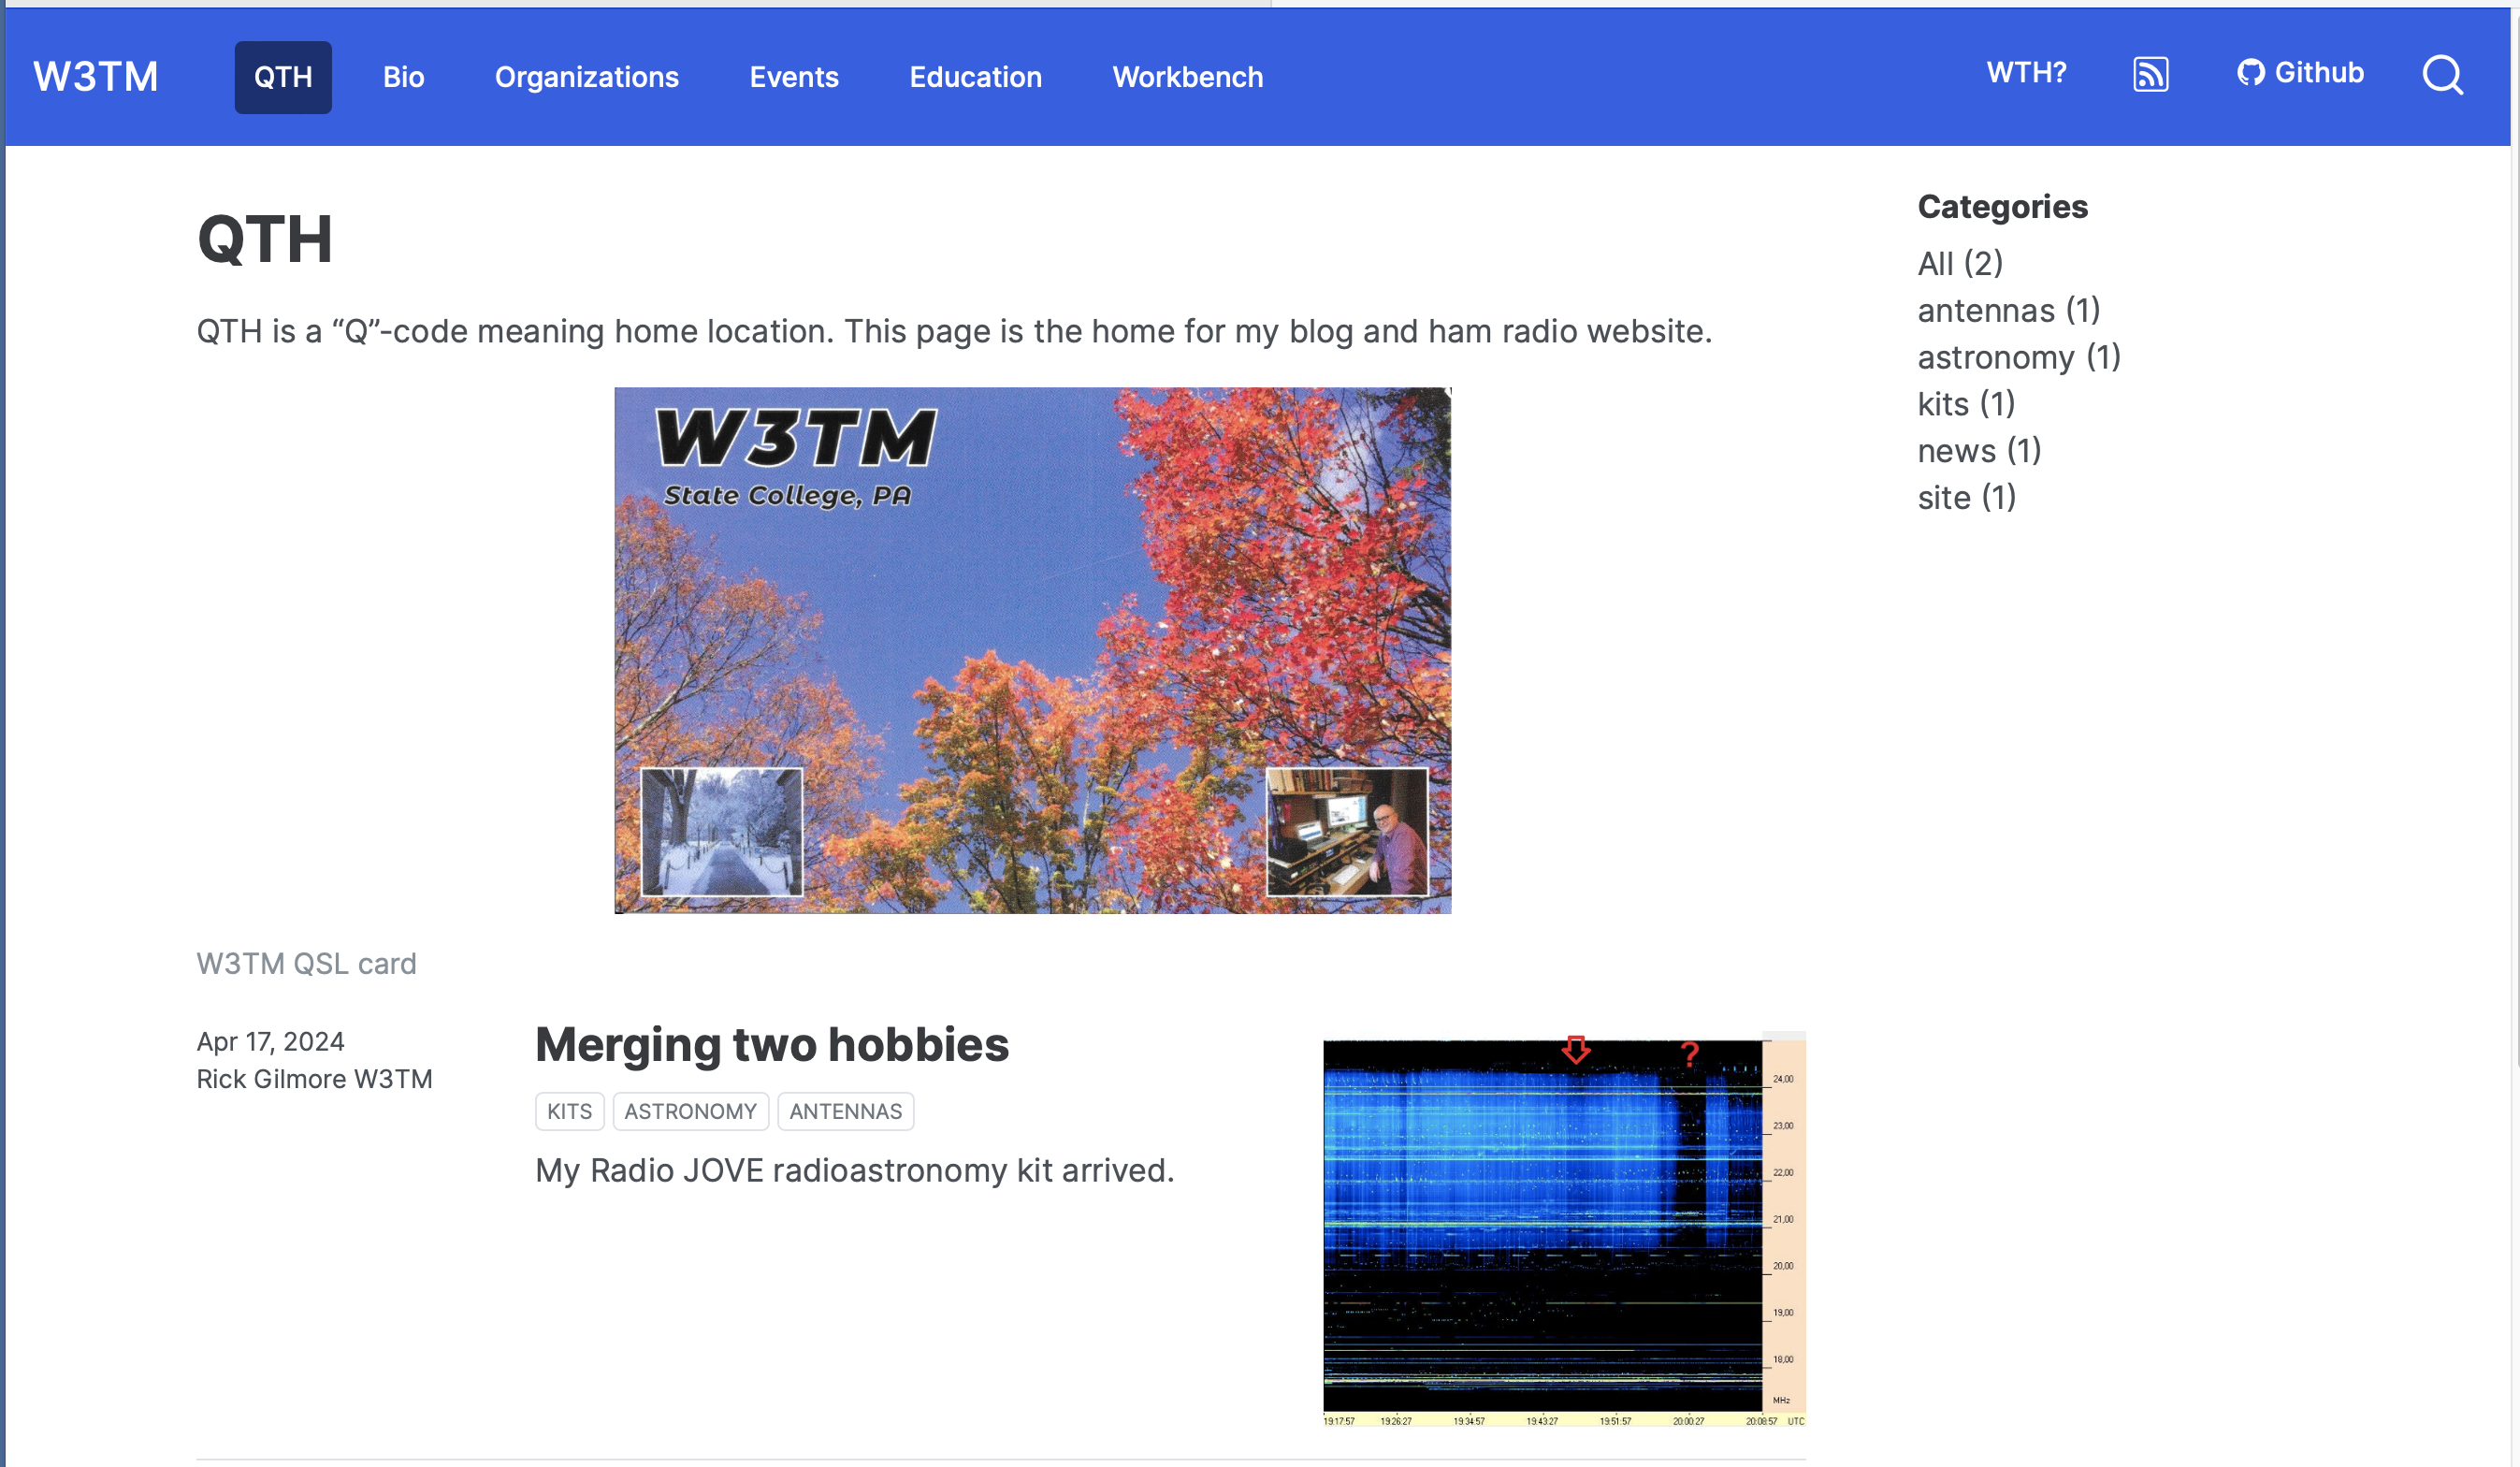 W3TM QTH Bio Organizations Events Education Workbench WTH? Github
QTH
QTH is a “Q”-code meaning home location. This page is the home for my blog and ham radio website.
W3TM
State College, PA
W3TM QSL card
Apr 17, 2024
Rick Gilmore W3TM
Merging two hobbies
KITS ASTRONOMY ANTENNAS
My Radio JOVE radioastronomy kit arrived.
?
24,00
23,00
22,00
21,00
20,00
19,00
18,00
MHz
19:17:57 19:26:27 19:34:57 19:43:27 19:51:57 20:00:27 20:08:57 UTC
Categories
All (2)
antennas (1)
astronomy (1)
kits (1)
news (1)
site (1)